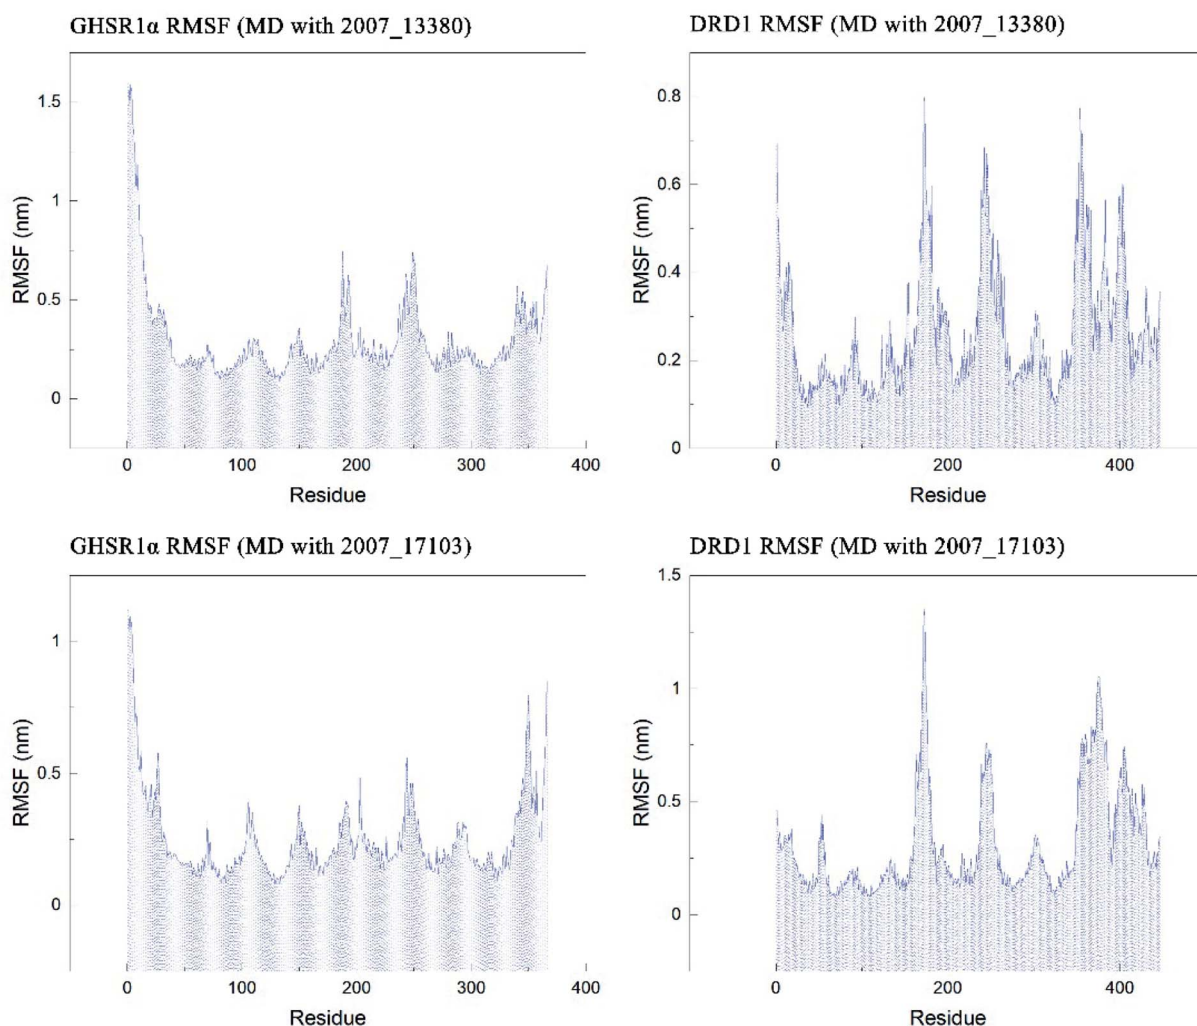 GHSR1α RMSF (MD with 2007_13380)
1.5
1
0.5
0
RMSF (nm)
0
100
200
300
400
Residue
DRD1 RMSF (MD with 2007_13380)
0.8
0.6
0.4
0.2
0
RMSF (nm)
0
200
400
Residue
GHSR1α RMSF (MD with 2007_17103)
1
0.5
0
RMSF (nm)
0
100
200
300
400
Residue
DRD1 RMSF (MD with 2007_17103)
1.5
1
0.5
0
RMSF (nm)
0
200
400
Residue